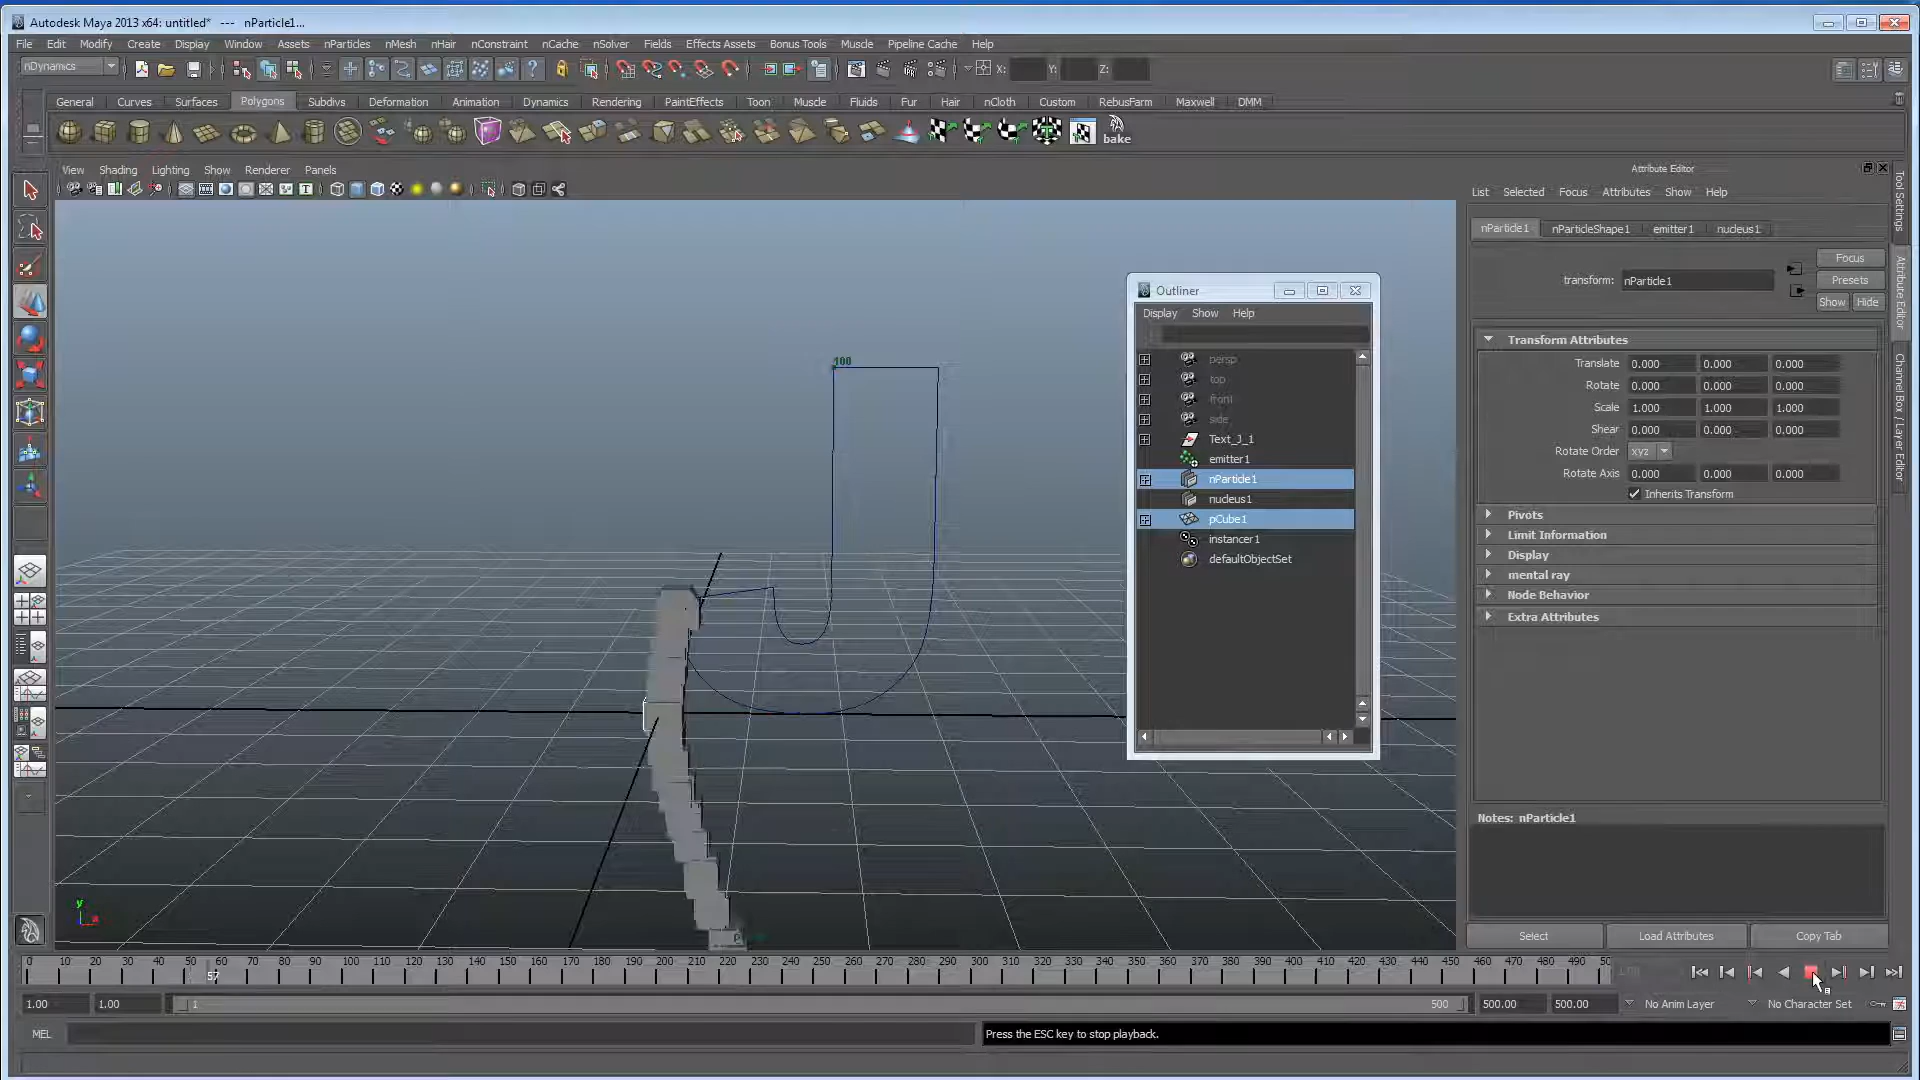 Autodesk Maya 2013 x64: untitled* --- nParticle1...
File Edit Modify Create Display Window Assets nParticles nMesh nHair nConstraint nCache nSolver Fields Effects Assets Bonus Tools Muscle Pipeline Cache Help
nDynamics X: Y: Z:
General Curves Surfaces Polygons Subdivs Deformation Animation Dynamics Rendering PaintEffects Toon Muscle Fluids Fur Hair nCloth Custom RebusFarm Maxwell DMM
bake
View Shading Lighting Show Renderer Panels
100
y
Outliner
Display Show Help
persp
top
front
side
Text_J_1
emitter1
nParticle1
nucleus1
pCube1
instancer1
defaultObjectSet
Attribute Editor
List Selected Focus Attributes Show Help
nParticle1 nParticleShape1 emitter1 nucleus1
Focus
transform: nParticle1 Presets
Show Hide
Transform Attributes
Translate 0.000 0.000 0.000
Rotate 0.000 0.000 0.000
Scale 1.000 1.000 1.000
Shear 0.000 0.000 0.000
Rotate Order xyz
Rotate Axis 0.000 0.000 0.000
Inherits Transform
Pivots
Limit Information
Display
mental ray
Node Behavior
Extra Attributes
Notes: nParticle1
Select Load Attributes Copy Tab
Tool Settings
Attribute Editor
Channel Box / Layer Editor
0 10 20 30 40 50 60 70 80 90 100 110 120 130 140 150 160 170 180 190 200 210 220 230 240 250 260 270 280 290 300 310 320 330 340 350 360 370 380 390 400 410 420 430 440 450 460 470 480 490 50
57
1.00 1.00 1 500 500.00 500.00 No Anim Layer No Character Set
MEL Press the ESC key to stop playback.